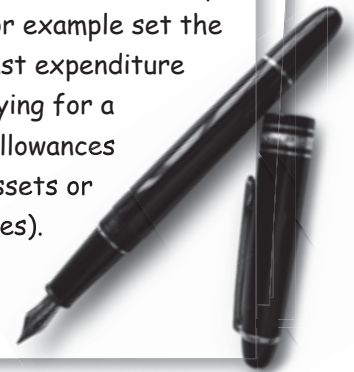 or example set the
st expenditure
ying for a
llowances
ssets or
es).